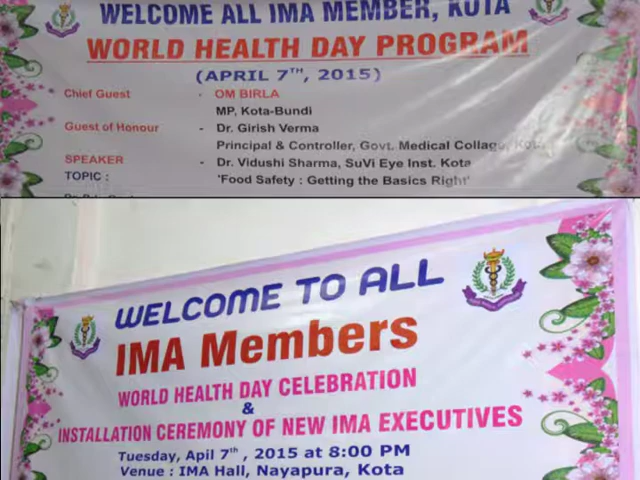 WELCOME ALL IMA MEMBER, KOTA
WORLD HEALTH DAY PROGRAM
(APRIL 7TH, 2015)
Chief Guest - OM BIRLA
MP, Kota-Bundi
Guest of Honour - Dr. Girish Verma
Principal & Controller, Govt. Medical Collage, Kota
SPEAKER - Dr. Vidushi Sharma, SuVi Eye Inst. Kota
TOPIC : 'Food Safety : Getting the Basics Right'
WELCOME TO ALL
IMA Members
WORLD HEALTH DAY CELEBRATION
&
INSTALLATION CEREMONY OF NEW IMA EXECUTIVES
Tuesday, Apil 7th , 2015 at 8:00 PM
Venue : IMA Hall, Nayapura, Kota